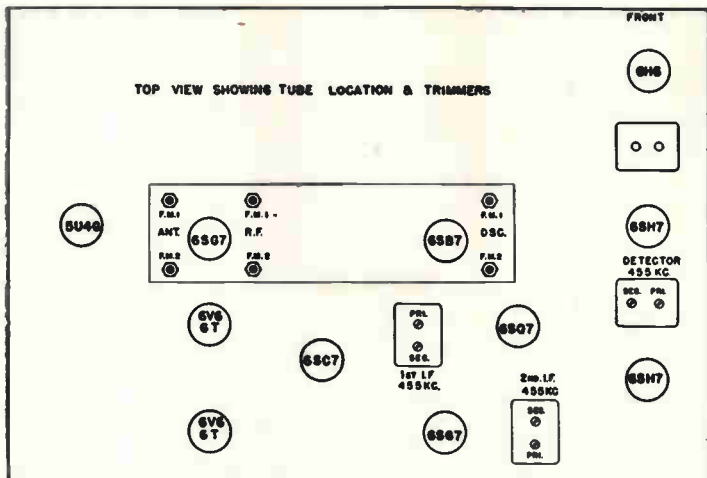 FRONT
6H6
TOP VIEW SHOWING TUBE LOCATION & TRIMMERS
F.M.1
F.M.1
F.M.1
5U4G
ANT.
6SG7
R.F.
6SB7
OSC.
6SH7
F.M.2
F.M.2
F.M.2
DETECTOR
455 KC.
SEC. PRI.
6V6
GT
PRI.
SEC.
6SQ7
6SC7
1ST I.F
455KC.
2ND. I.F.
455KC
6SH7
6V6
GT
6SG7
SEC.
PRI.